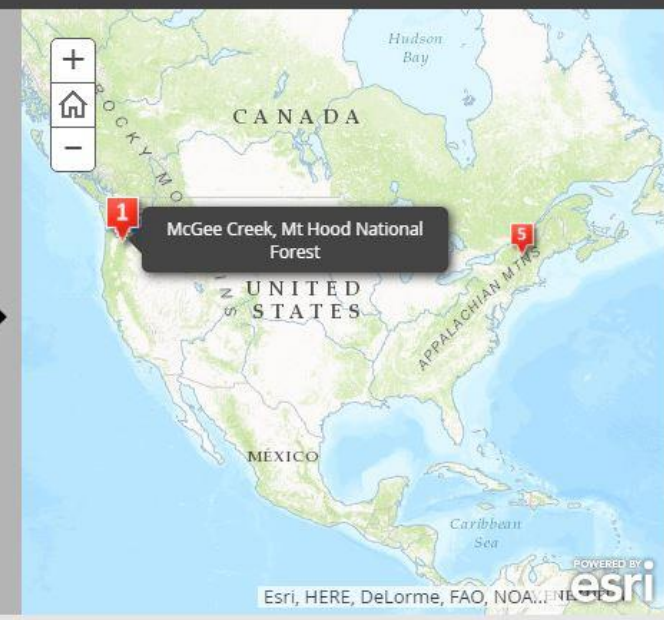 Hudson
Bay
+
−
CANADA
ROCKY MO
1
McGee Creek, Mt Hood National
Forest
5
INS
UNITED
STATES
APPALACHIAN MTNS
MÉXICO
Caribbean
Sea
POWERED BY
esri
Esri, HERE, DeLorme, FAO, NOA...